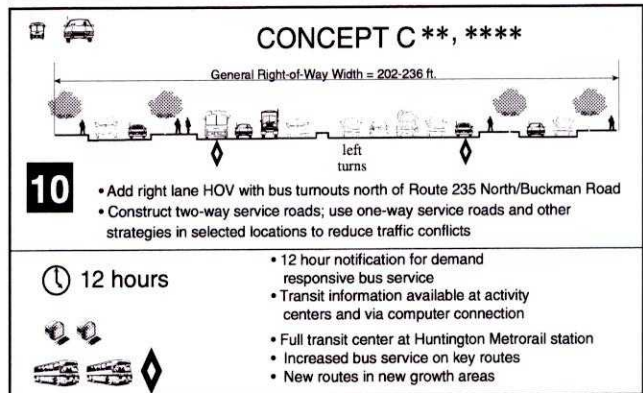 CONCEPT C **, ****
General Right-of-Way Width = 202-236 ft.
left
turns
10
• Add right lane HOV with bus turnouts north of Route 235 North/Buckman Road
• Construct two-way service roads; use one-way service roads and other
strategies in selected locations to reduce traffic conflicts
12 hours
• 12 hour notification for demand
responsive bus service
• Transit information available at activity
centers and via computer connection
• Full transit center at Huntington Metrorail station
• Increased bus service on key routes
• New routes in new growth areas